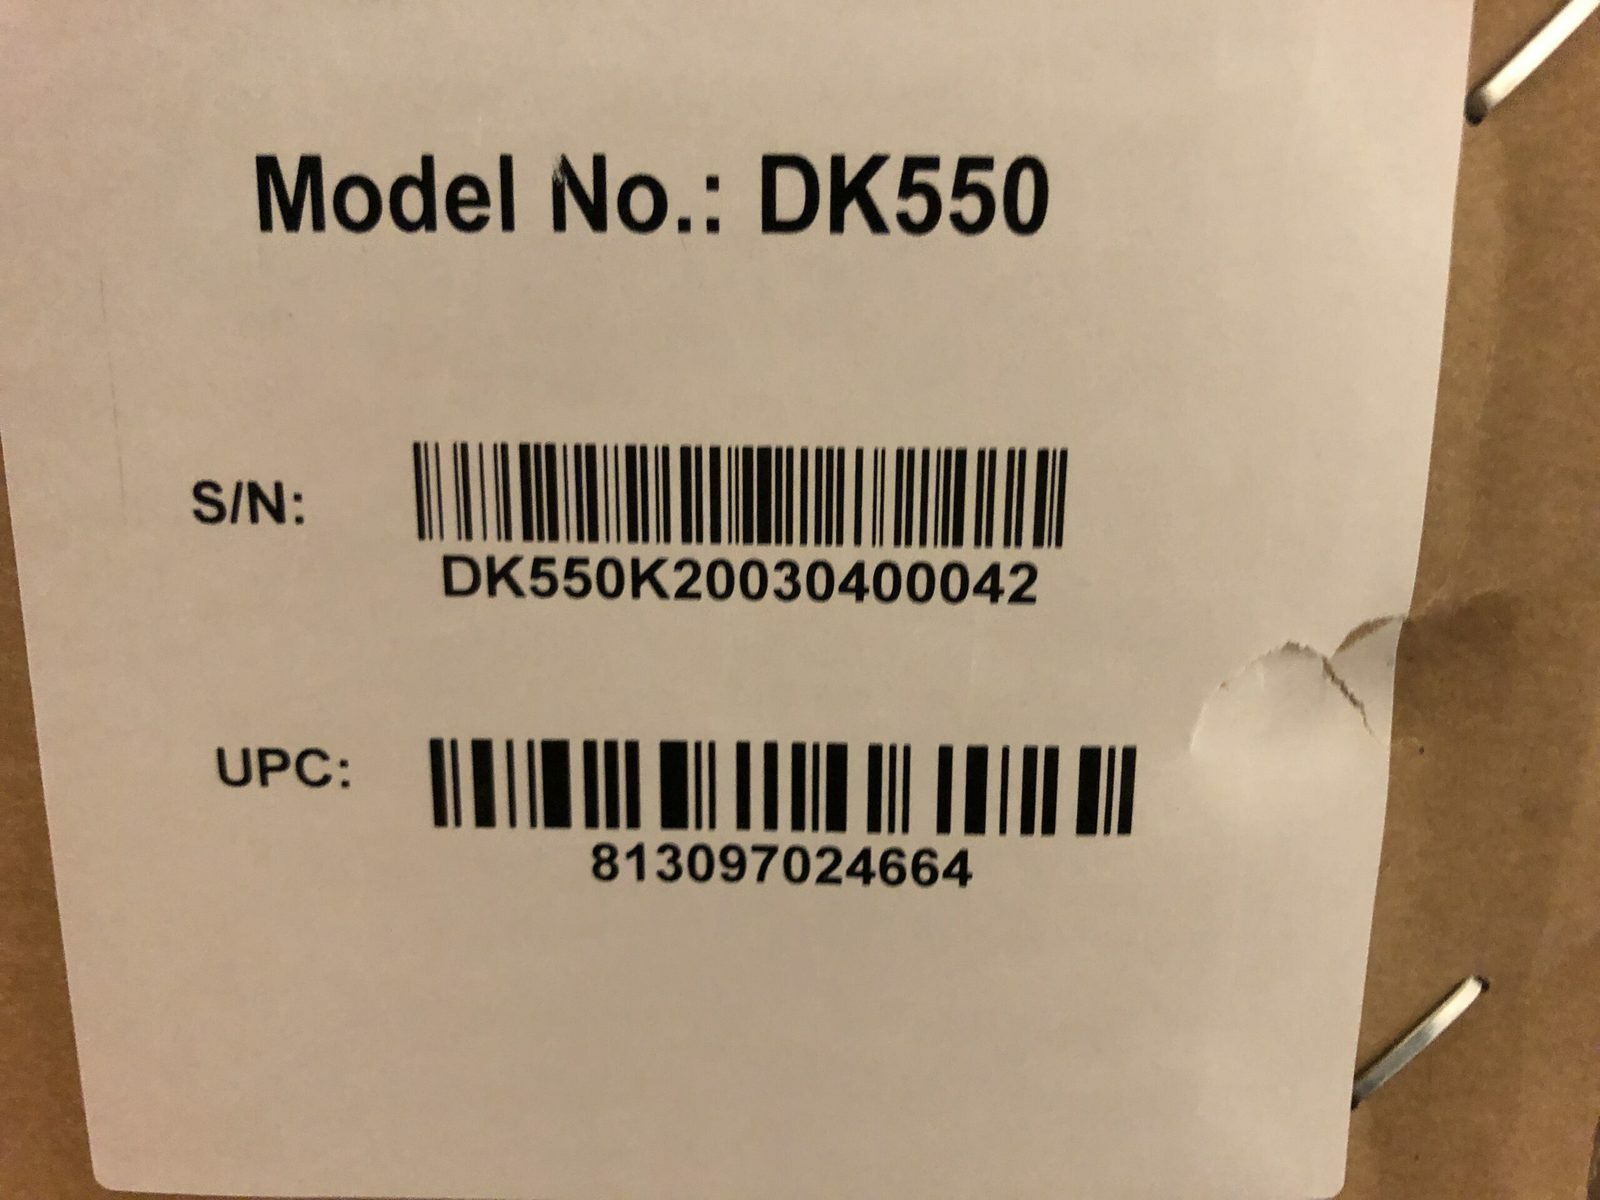 Model No.: DK550
S/N:
DK550K20030400042
UPC:
813097024664